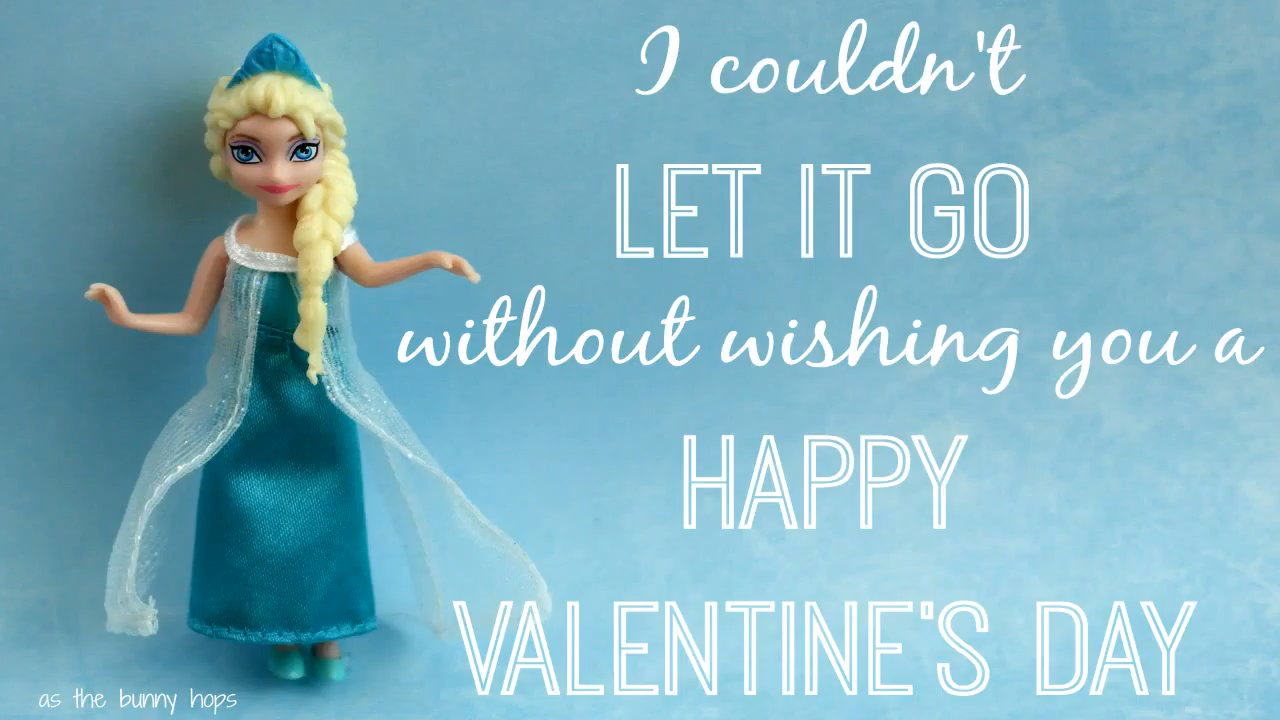 I couldn't
LET IT GO
without wishing you a
HAPPY
VALENTINE'S DAY
as the bunny hops